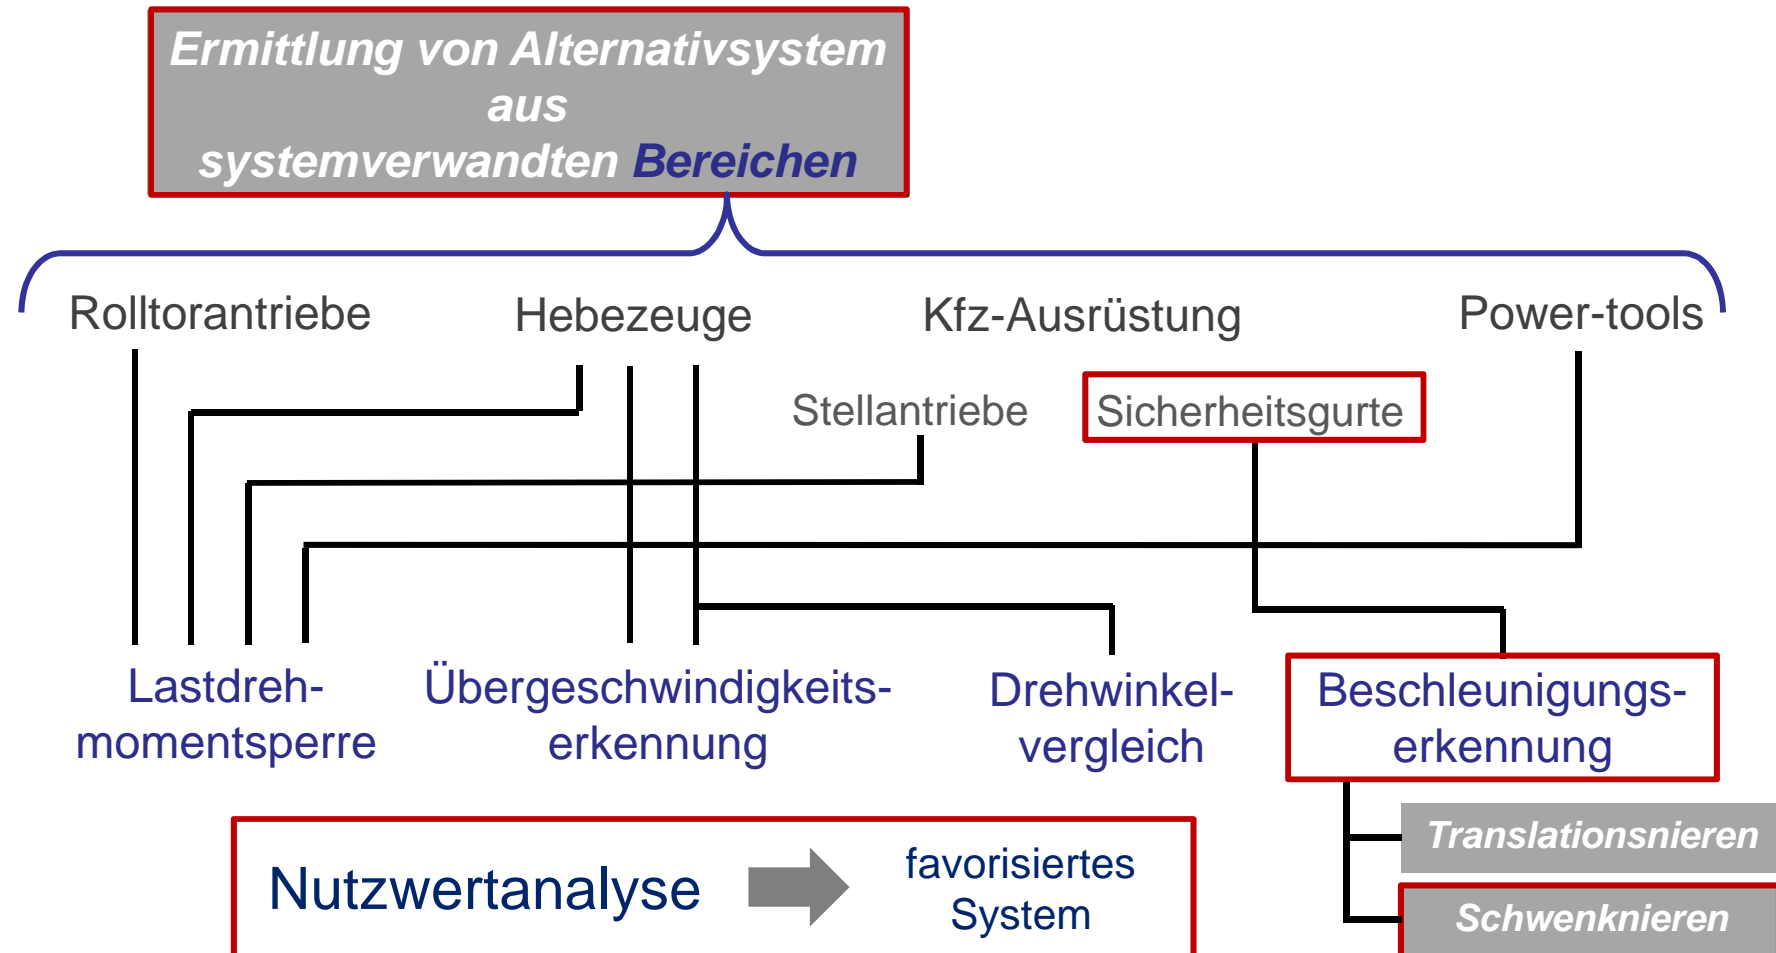 Ermittlung von Alternativsystem
aus
systemverwandten Bereichen
Rolltorantriebe
Hebezeuge
Kfz-Ausrüstung
Power-tools
Stellantriebe
Sicherheitsgurte
Lastdreh-
momentsperre
Übergeschwindigkeits-
erkennung
Drehwinkel-
vergleich
Beschleunigungs-
erkennung
Translationsnieren
Schwenknieren
Nutzwertanalyse
favorisiertes
System